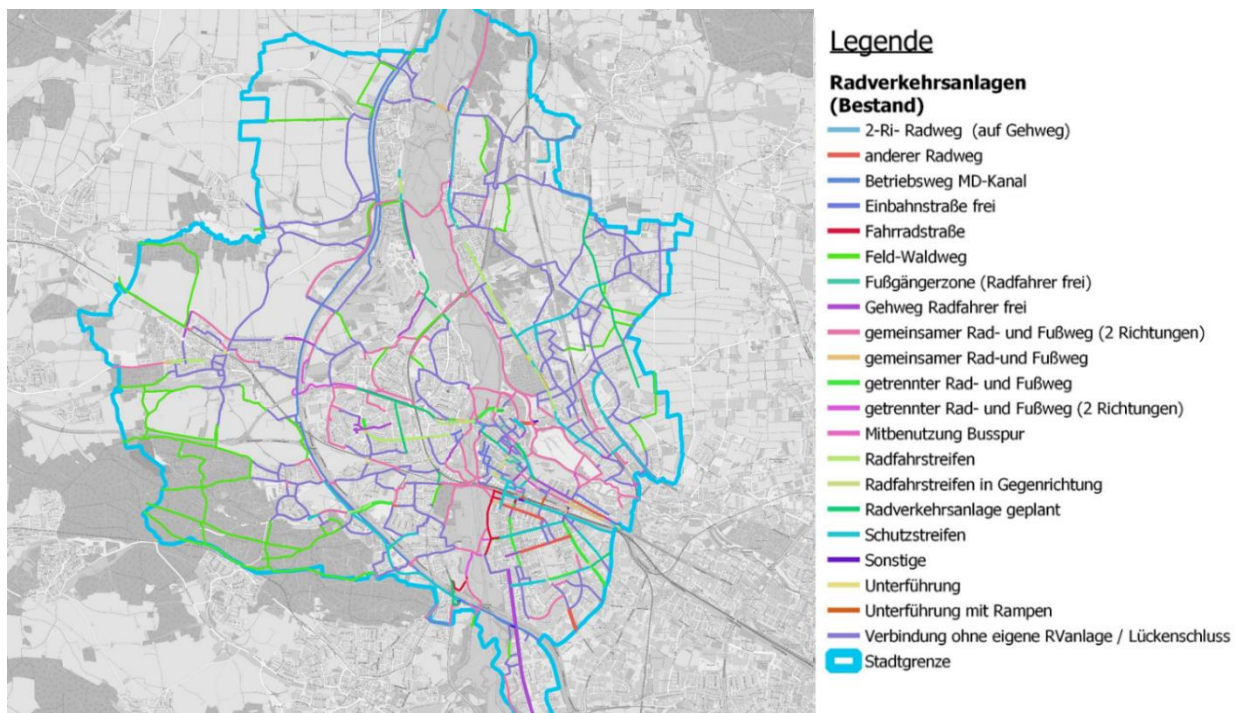 Legende
Radverkehrsanlagen
(Bestand)
2-Ri- Radweg (auf Gehweg)
anderer Radweg
Betriebsweg MD-Kanal
Einbahnstraße frei
Fahrradstraße
Feld-Waldweg
Fußgängerzone (Radfahrer frei)
Gehweg Radfahrer frei
gemeinsamer Rad- und Fußweg (2 Richtungen)
gemeinsamer Rad-und Fußweg
getrennter Rad- und Fußweg
getrennter Rad- und Fußweg (2 Richtungen)
Mitbenutzung Busspur
Radfahrstreifen
Radfahrstreifen in Gegenrichtung
Radverkehrsanlage geplant
Schutzstreifen
Sonstige
Unterführung
Unterführung mit Rampen
Verbindung ohne eigene RVanlage / Lückenschluss
Stadtgrenze